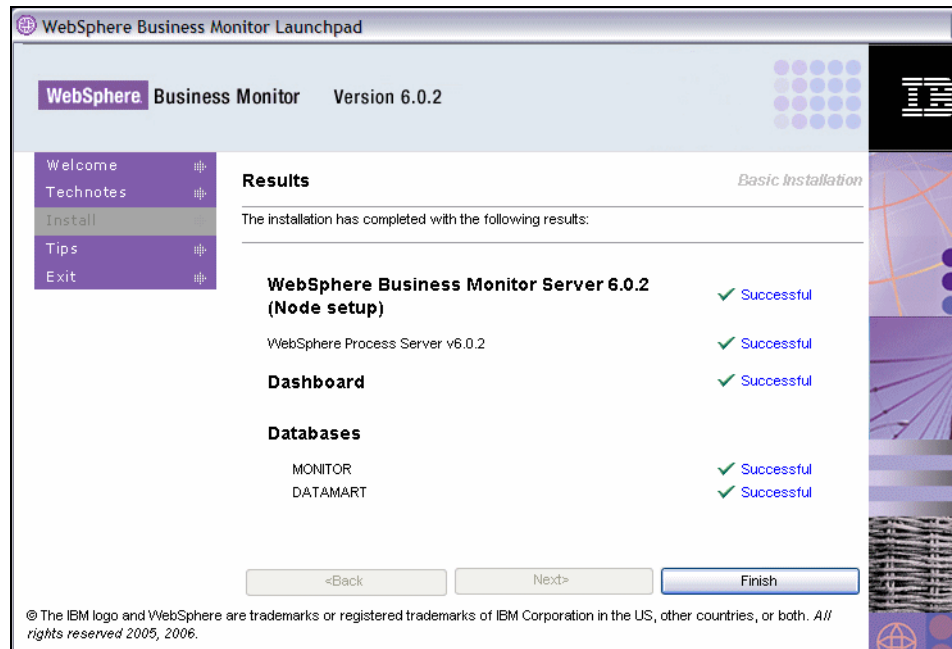 WebSphere Business Monitor Launchpad
WebSphere Business Monitor Version 6.0.2
IB
Welcome
Technotes
Install
Tips
Exit
Results
Basic Installation
The installation has completed with the following results:
WebSphere Business Monitor Server 6.0.2
(Node setup)
Successful
WebSphere Process Server v6.0.2
Successful
Dashboard
Successful
Databases
MONITOR
Successful
DATAMART
Successful
<Back
Next>
Finish
© The IBM logo and WebSphere are trademarks or registered trademarks of IBM Corporation in the US, other countries, or both. All
rights reserved 2005, 2006.